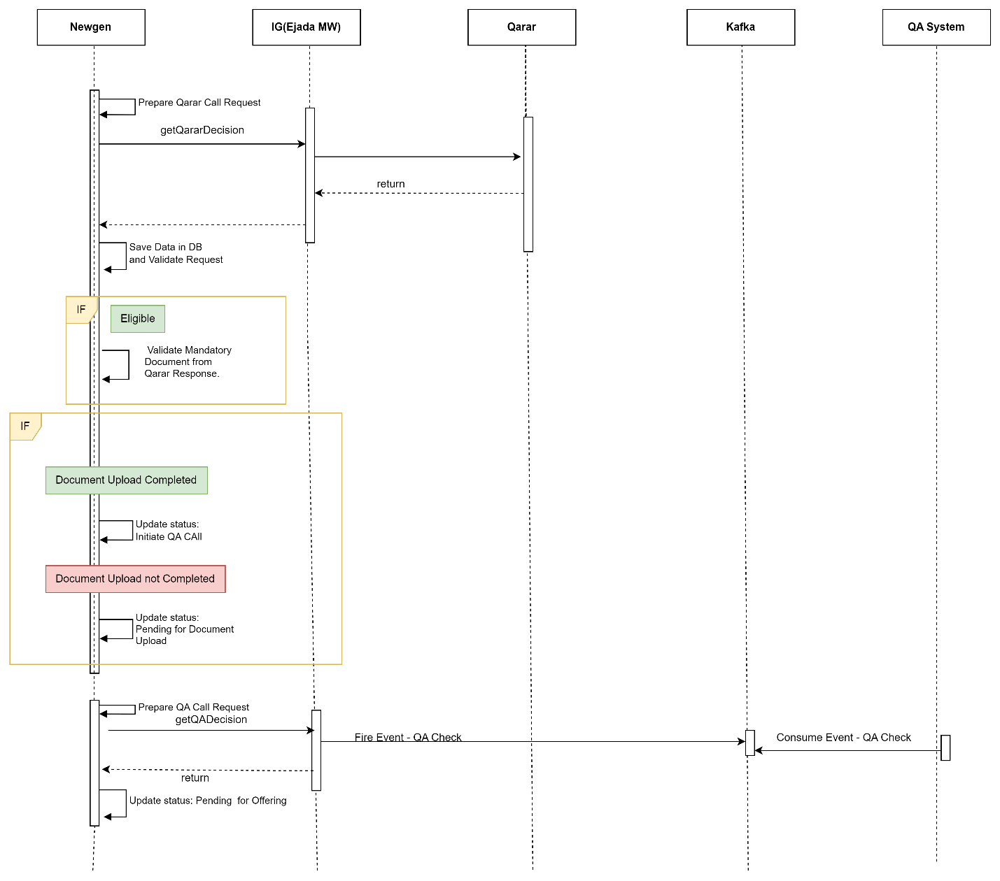 Newgen
IG(Ejada MW)
Qarar
Kafka
QA System
Prepare Qarar Call Request
getQararDecision
return
Save Data in DB
and Validate Request
IF
Eligible
Validate Mandatory
Document from
Qarar Response.
IF
Document Upload Completed
Update status:
Initiate QA CAll
Document Upload not Completed
Update status:
Pending for Document
Upload
Prepare QA Call Request
getQADecision
Fire Event - QA Check
Consume Event - QA Check
return
Update status: Pending  for Offering